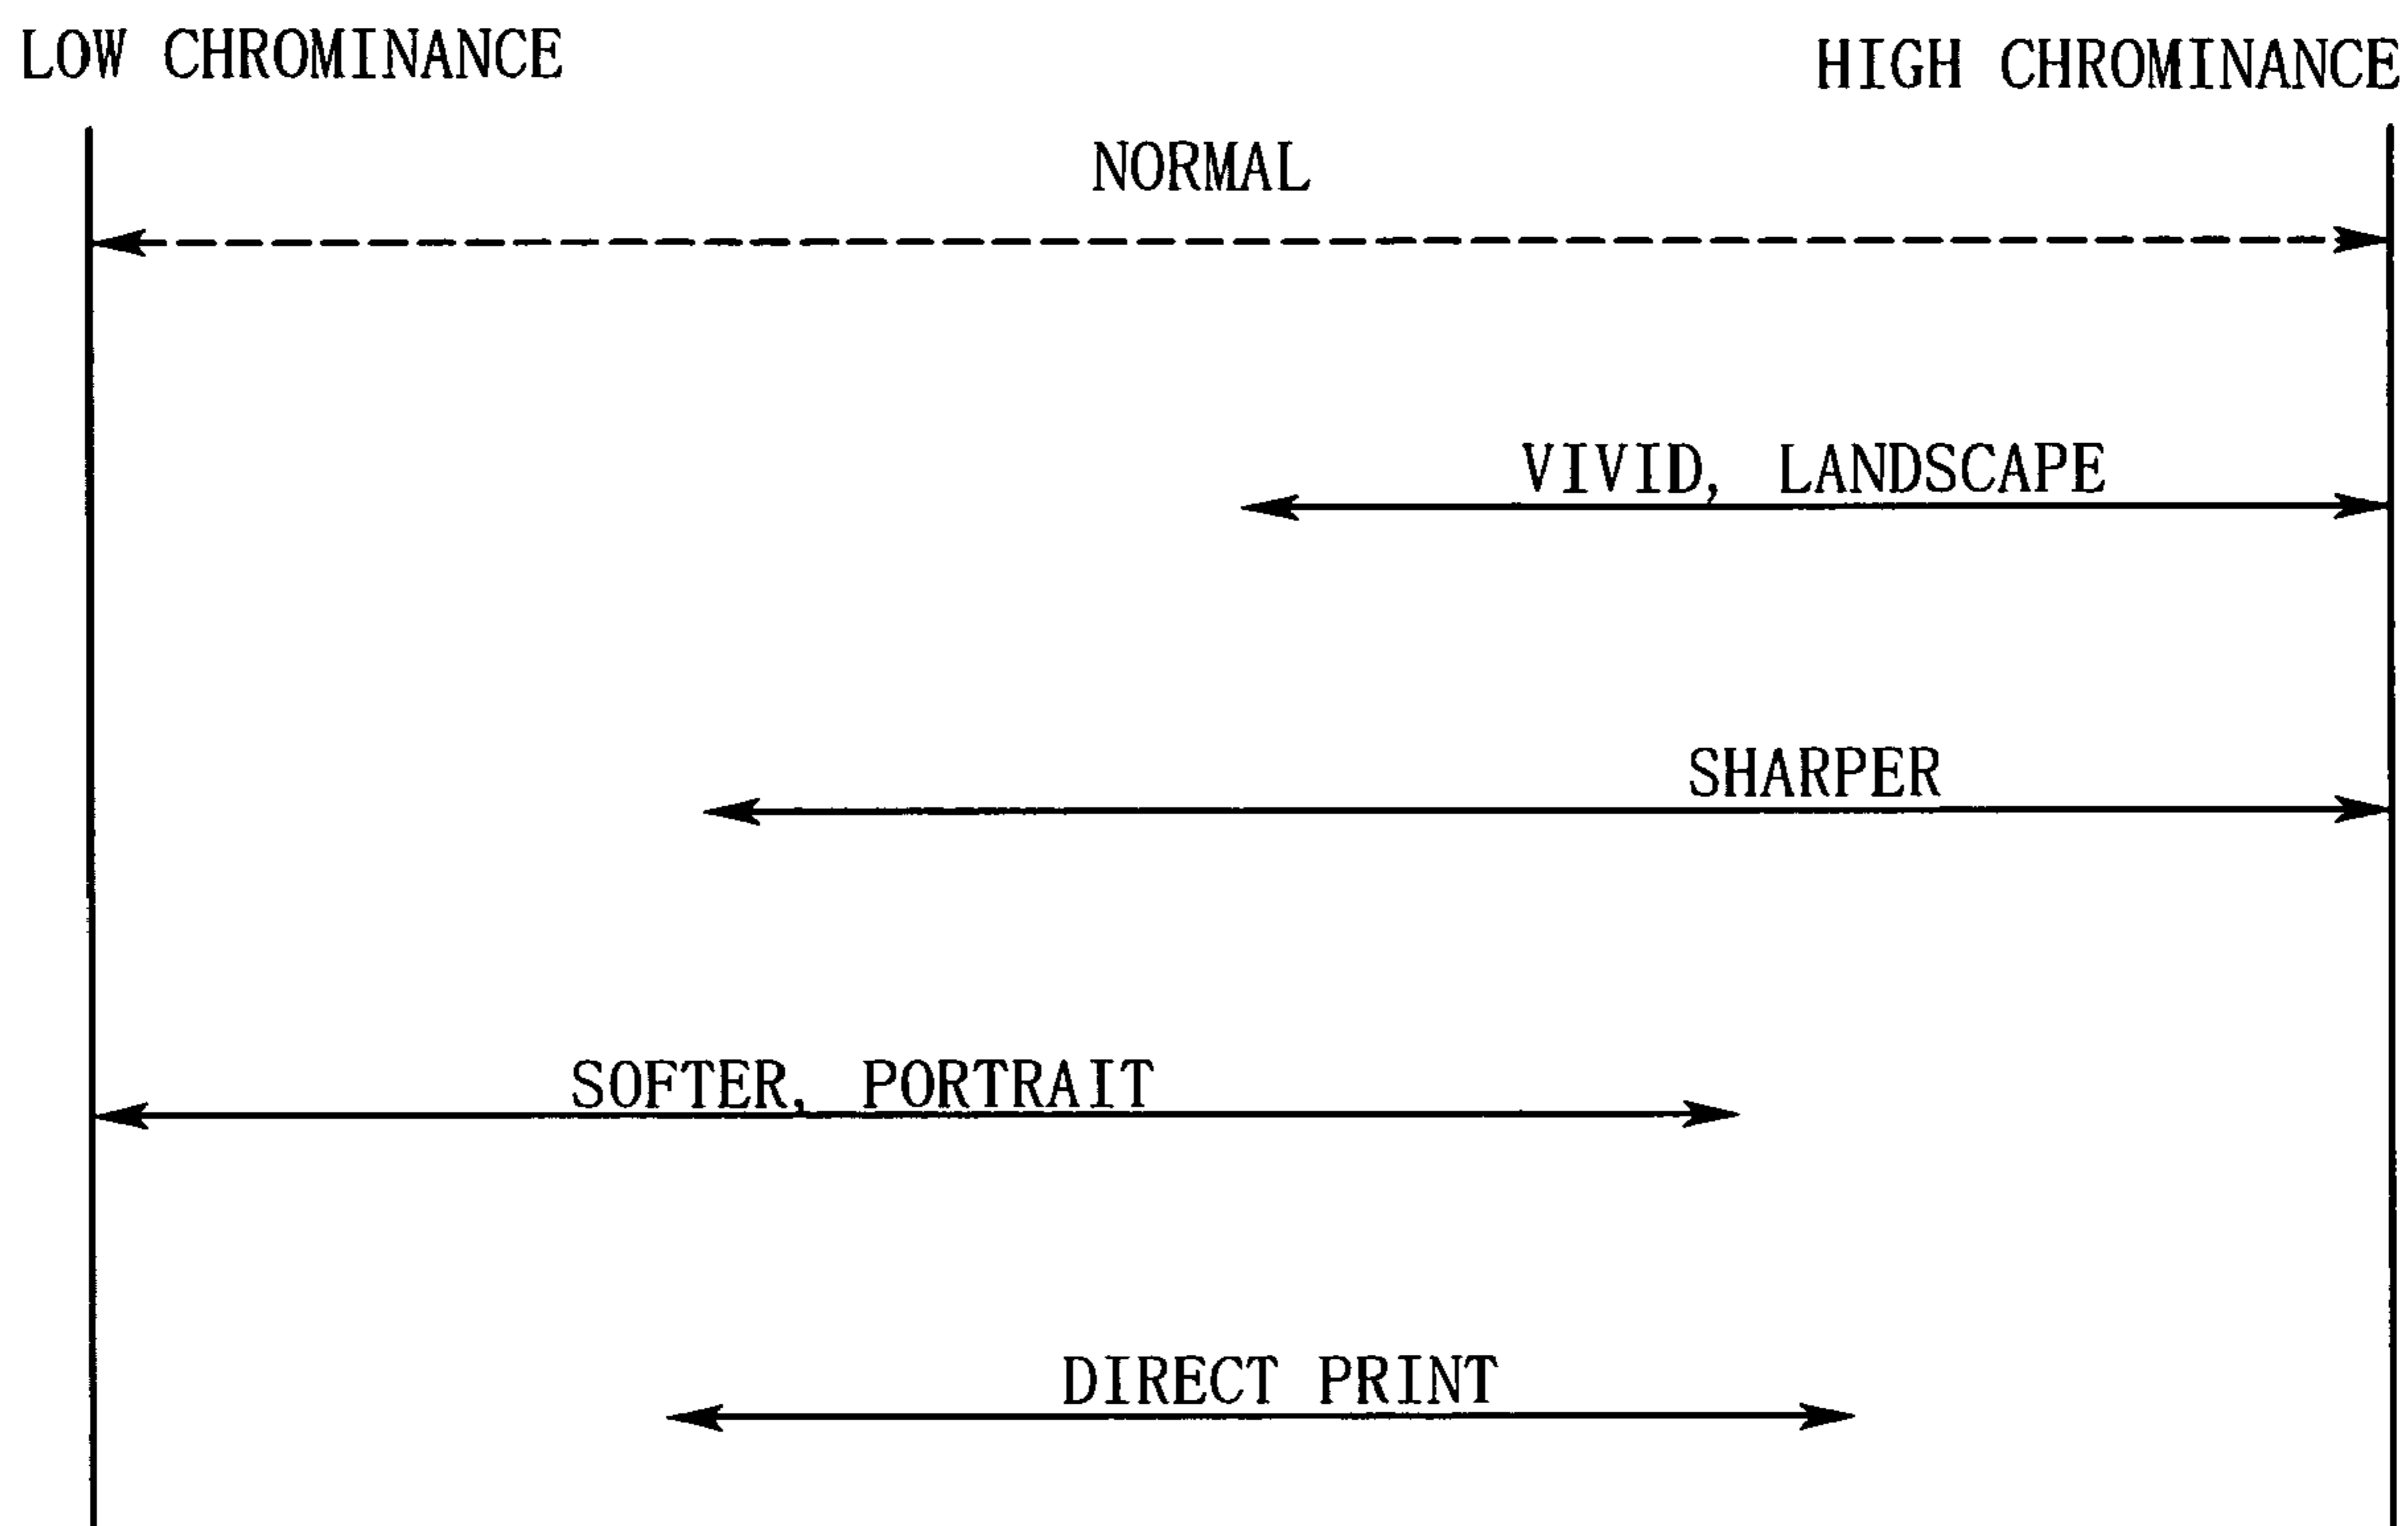 LOW CHROMINANCE
HIGH CHROMINANCE
NORMAL
VIVID, LANDSCAPE
SHARPER
SOFTER, PORTRAIT
DIRECT PRINT